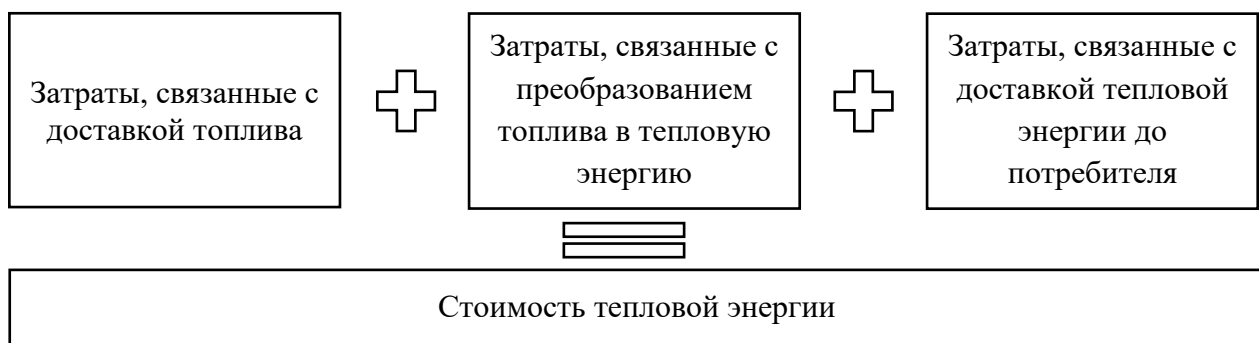 Затраты, связанные с
доставкой топлива
Затраты, связанные с
преобразованием
топлива в тепловую
энергию
Затраты, связанные с
доставкой тепловой
энергии до
потребителя
Стоимость тепловой энергии